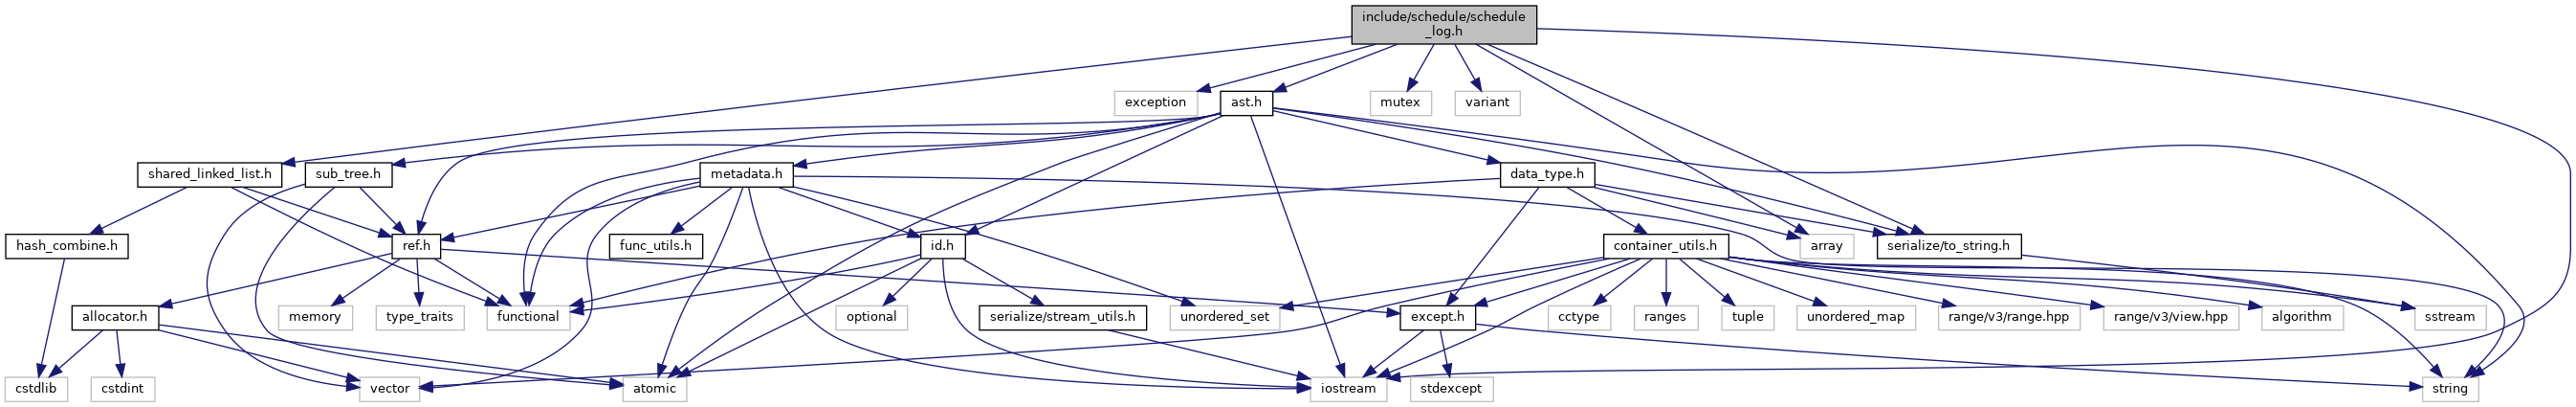 include/schedule/schedule
_log.h
exception
ast.h
mutex
variant
shared_linked_list.h
sub_tree.h
metadata.h
data_type.h
hash_combine.h
ref.h
func_utils.h
id.h
container_utils.h
array
serialize/to_string.h
allocator.h
memory
type_traits
functional
optional
serialize/stream_utils.h
unordered_set
except.h
cctype
ranges
tuple
unordered_map
range/v3/range.hpp
range/v3/view.hpp
algorithm
sstream
cstdlib
cstdint
vector
atomic
iostream
stdexcept
string